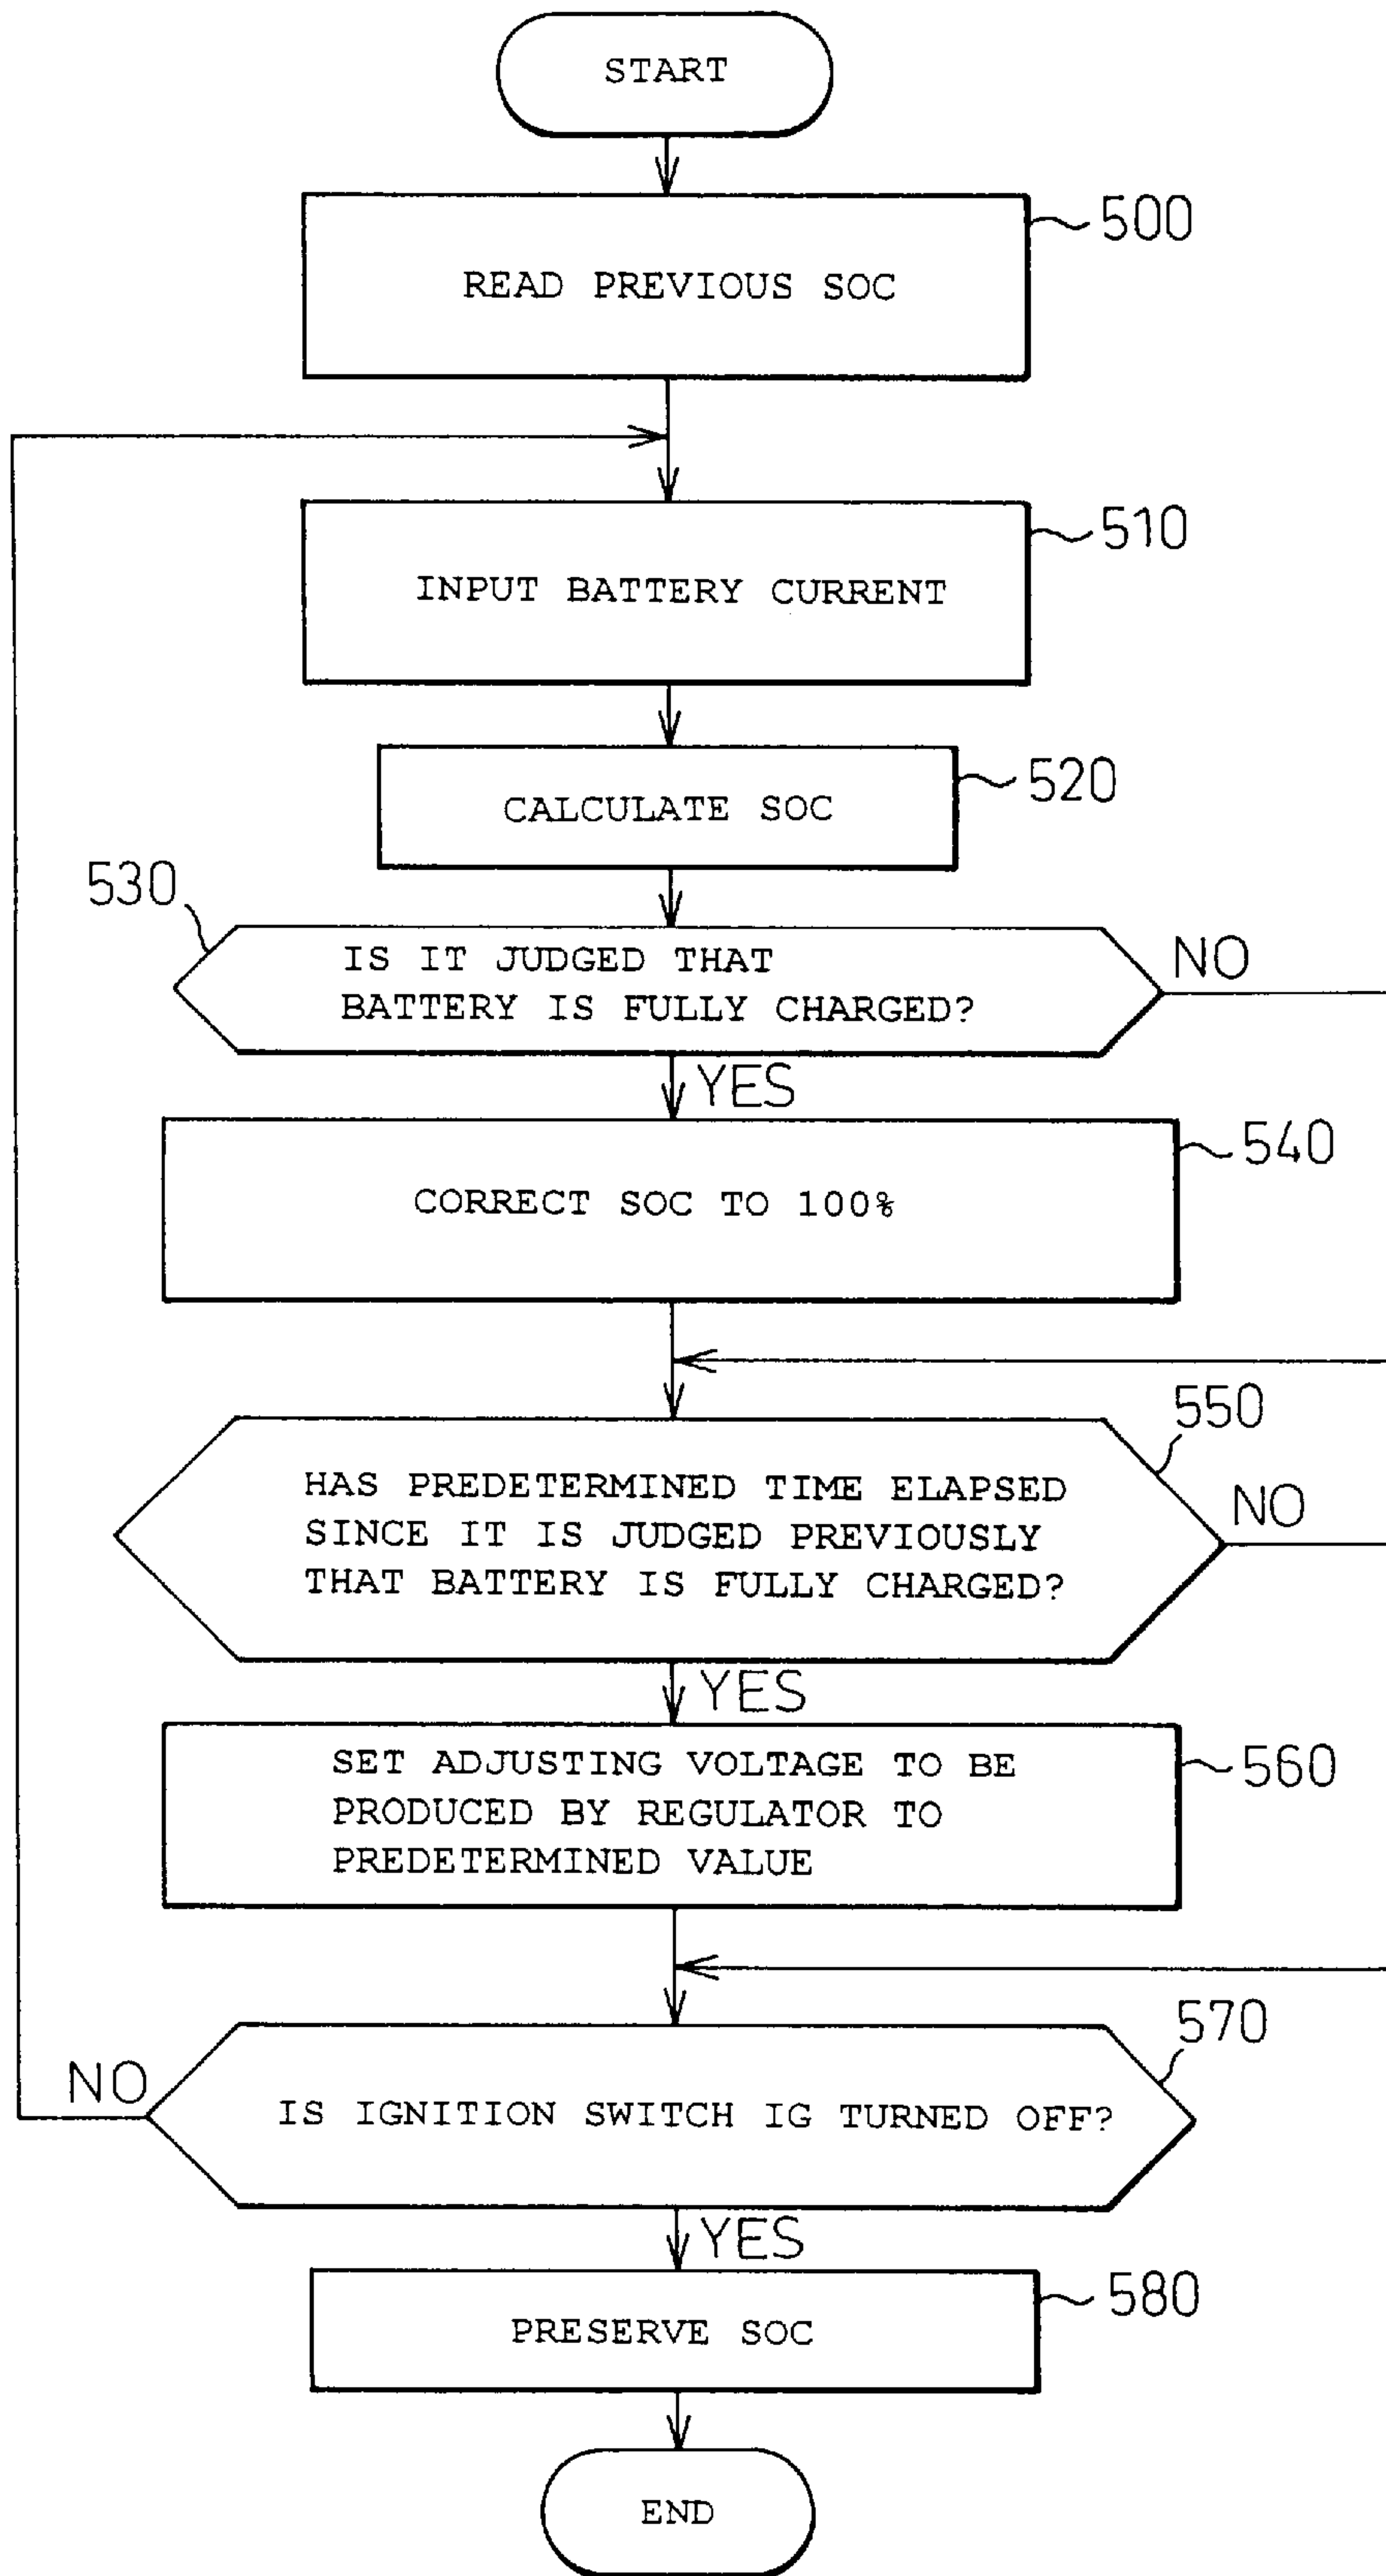 START
READ PREVIOUS SOC
500
INPUT BATTERY CURRENT
510
CALCULATE SOC
520
530
IS IT JUDGED THAT
BATTERY IS FULLY CHARGED?
NO
YES
CORRECT SOC TO 100%
540
550
HAS PREDETERMINED TIME ELAPSED
SINCE IT IS JUDGED PREVIOUSLY
THAT BATTERY IS FULLY CHARGED?
NO
YES
SET ADJUSTING VOLTAGE TO BE
PRODUCED BY REGULATOR TO
PREDETERMINED VALUE
560
570
NO
IS IGNITION SWITCH IG TURNED OFF?
YES
PRESERVE SOC
580
END